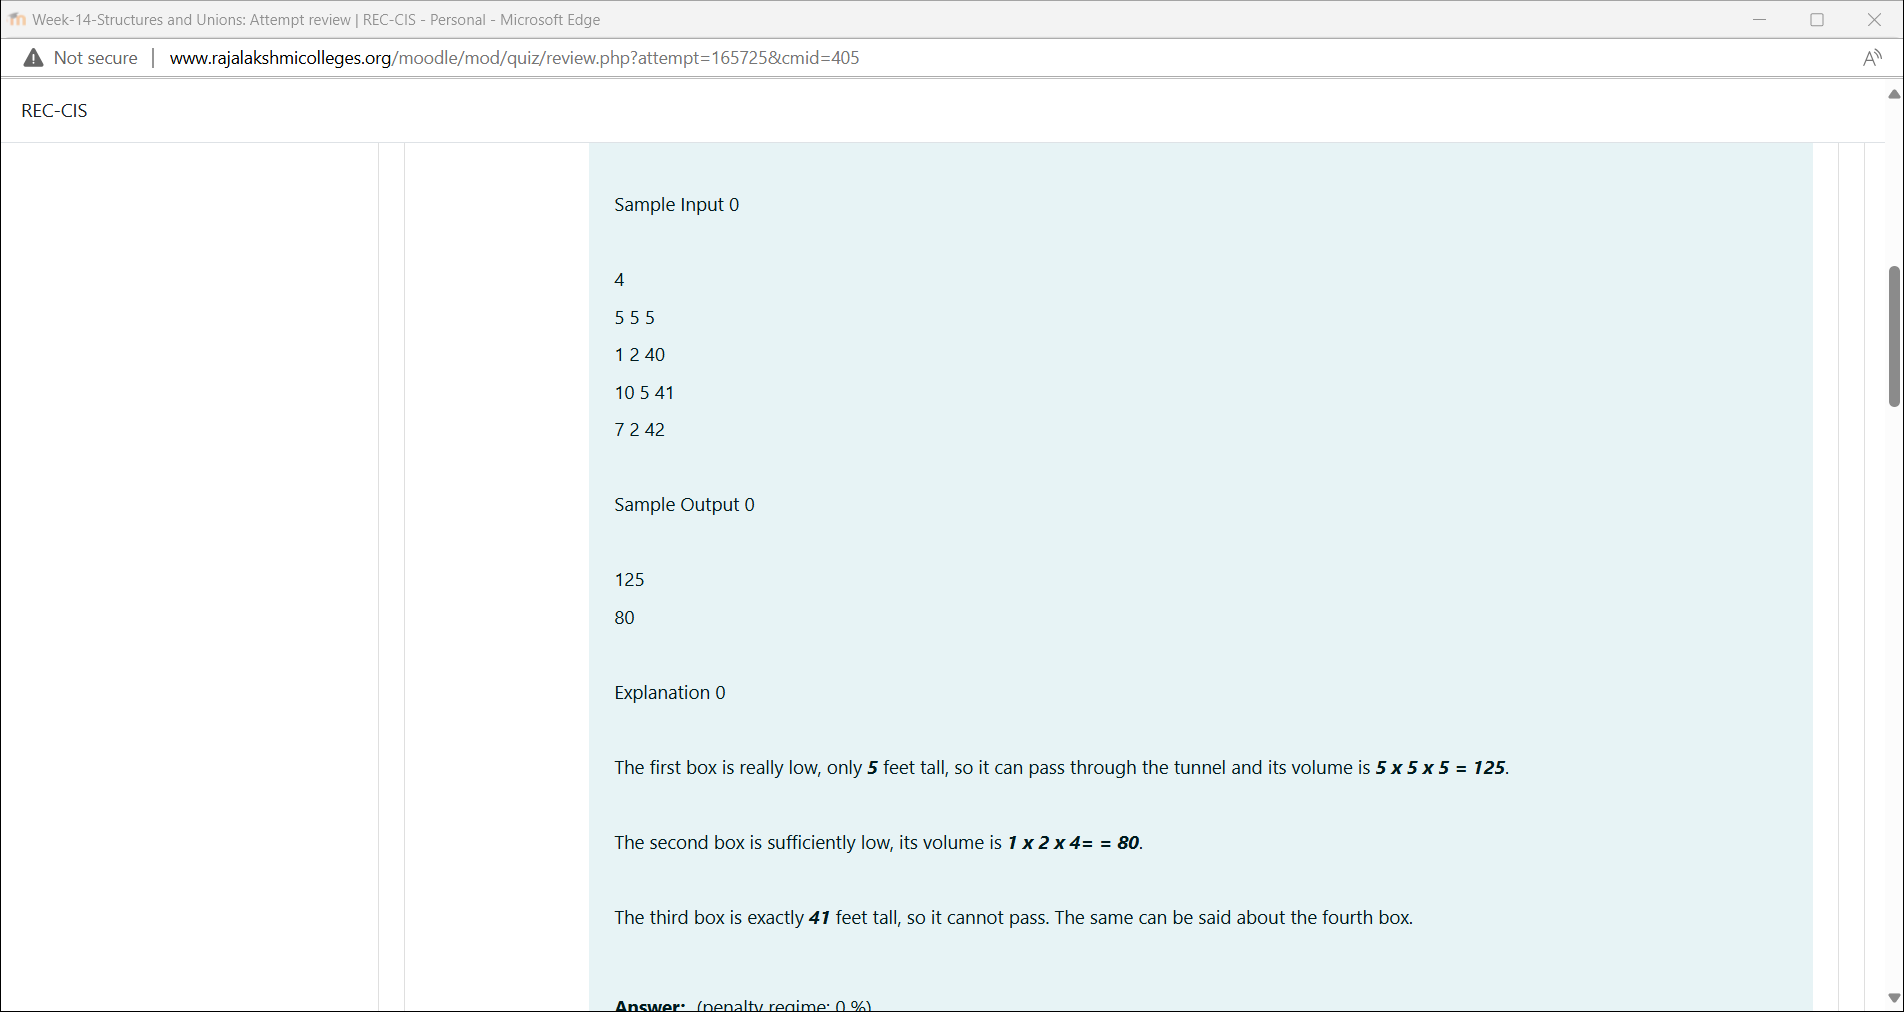 Week-14-Structures and Unions: Attempt review | REC-CIS - Personal - Microsoft Edge
Not secure | www.rajalakshmicolleges.org/moodle/mod/quiz/review.php?attempt=165725&cmid=405
REC-CIS
Sample Input 0
4
5 5 5
1 2 40
10 5 41
7 2 42
Sample Output 0
125
80
Explanation 0
The first box is really low, only 5 feet tall, so it can pass through the tunnel and its volume is 5 x 5 x 5 = 125.
The second box is sufficiently low, its volume is 1 x 2 x 4= = 80.
The third box is exactly 41 feet tall, so it cannot pass. The same can be said about the fourth box.
Answer: (penalty regime: 0 %)